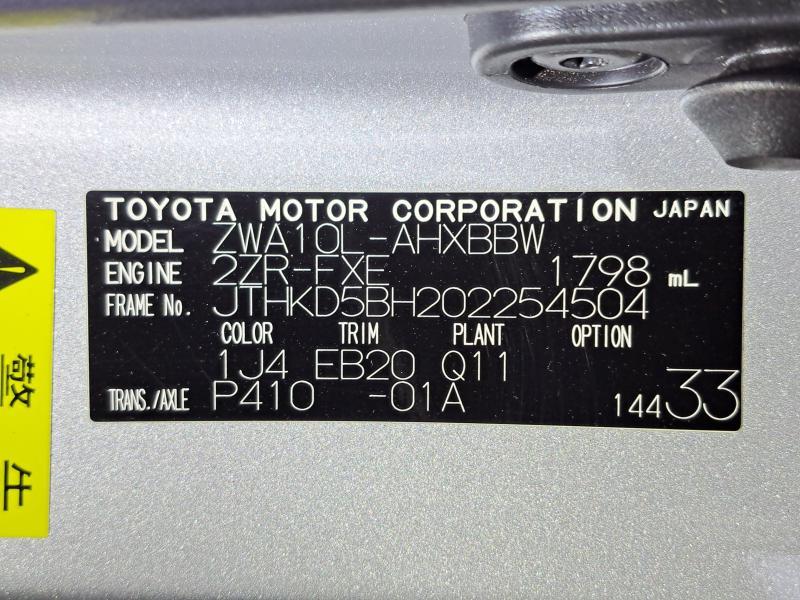 TOYOTA MOTOR CORPORATION JAPAN
MODEL ZWA10L-AHXBBW
ENGINE 2ZR-FXE 1798 mL
FRAME No. JTHKD5BH202254504
COLOR TRIM PLANT OPTION
1J4 EB20 Q11
TRANS./AXLE P410 -01A 14433